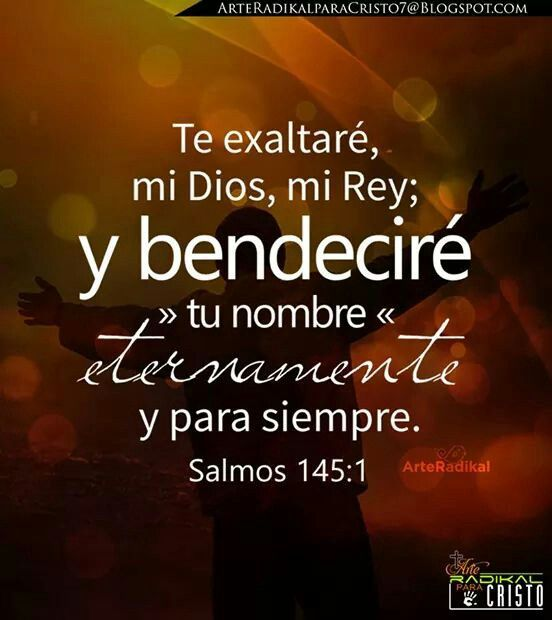 ArteRadikalparaCristo7@Blogspot.com
Te exaltaré,
mi Dios, mi Rey;
y bendeciré
» tu nombre «
eternamente
y para siempre.
Salmos 145:1
ArteRadikal
Arte
RADIKAL
PARA CRISTO